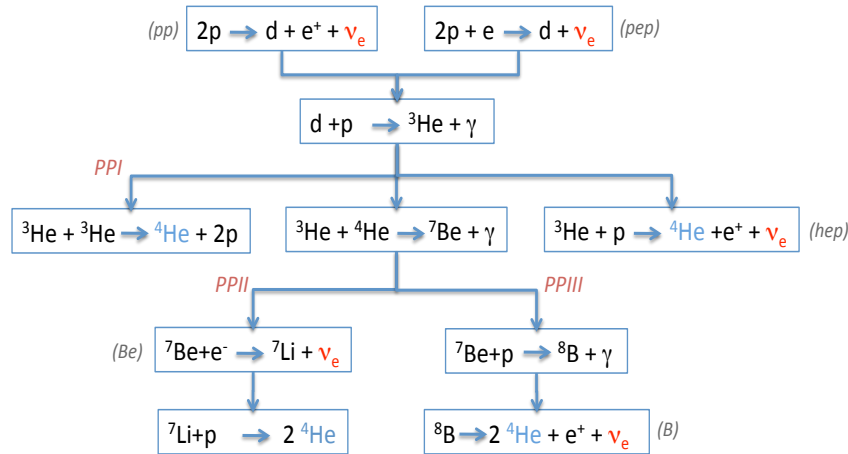 (pp) 2p → d + e⁺ + νₑ 2p + e → d + νₑ (pep)
d +p → ³He + γ
PPI
³He + ³He → ⁴He + 2p ³He + ⁴He → ⁷Be + γ ³He + p → ⁴He +e⁺ + νₑ (hep)
PPII PPIII
(Be) ⁷Be+e⁻ → ⁷Li + νₑ ⁷Be+p → ⁸B + γ
⁷Li+p → 2 ⁴He ⁸B → 2 ⁴He + e⁺ + νₑ (B)